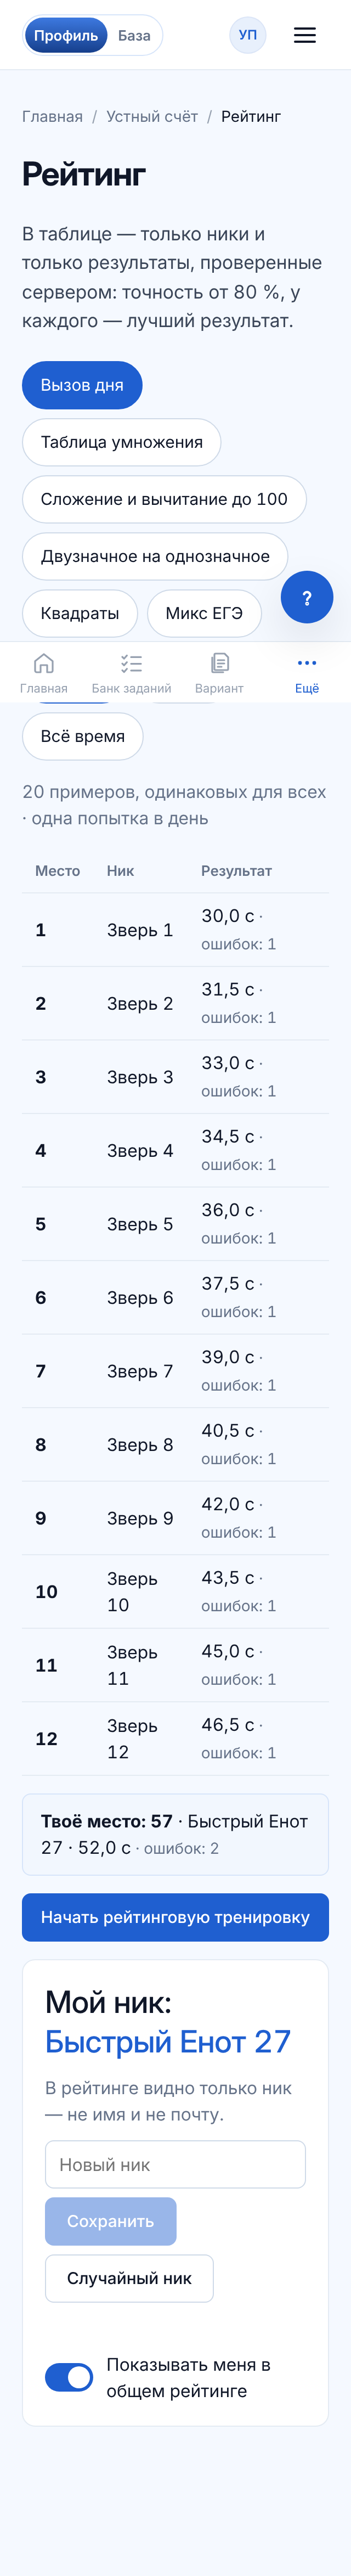 Профиль База УП
Главная / Устный счёт / Рейтинг
Рейтинг
В таблице — только ники и
только результаты, проверенные
сервером: точность от 80 %, у
каждого — лучший результат.
Вызов дня
Таблица умножения
Сложение и вычитание до 100
Двузначное на однозначное
?
Квадраты Микс ЕГЭ
Главная Банк заданий Вариант Ещё
Всё время
20 примеров, одинаковых для всех
· одна попытка в день
Место Ник Результат
1 Зверь 1 30,0 с ·
ошибок: 1
2 Зверь 2 31,5 с ·
ошибок: 1
3 Зверь 3 33,0 с ·
ошибок: 1
4 Зверь 4 34,5 с ·
ошибок: 1
5 Зверь 5 36,0 с ·
ошибок: 1
6 Зверь 6 37,5 с ·
ошибок: 1
7 Зверь 7 39,0 с ·
ошибок: 1
8 Зверь 8 40,5 с ·
ошибок: 1
9 Зверь 9 42,0 с ·
ошибок: 1
10 Зверь 10 43,5 с ·
ошибок: 1
11 Зверь 11 45,0 с ·
ошибок: 1
12 Зверь 12 46,5 с ·
ошибок: 1
Твоё место: 57 · Быстрый Енот
27 · 52,0 с · ошибок: 2
Начать рейтинговую тренировку
Мой ник:
Быстрый Енот 27
В рейтинге видно только ник
— не имя и не почту.
Новый ник
Сохранить
Случайный ник
Показывать меня в
общем рейтинге